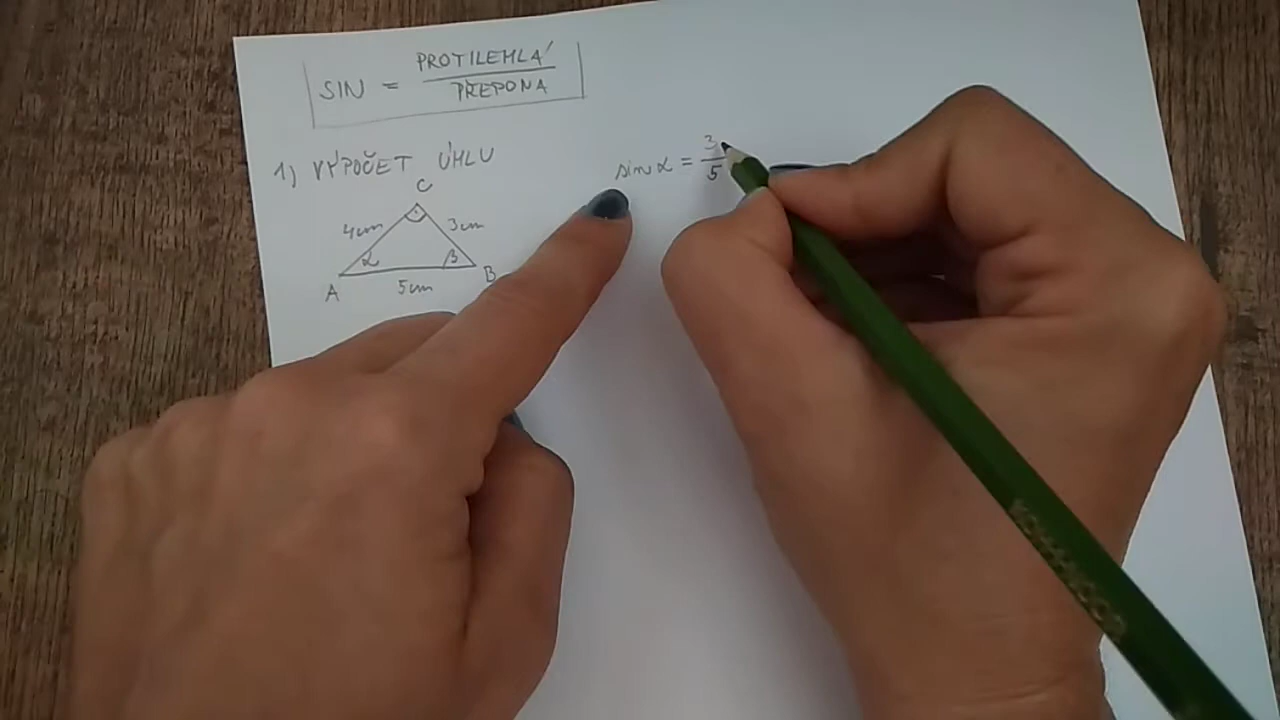 SIN = PROTILEHLÁ
PŘEPONA
1) VÝPOČET ÚHLU
C
4cm 3cm
α β
A 5cm B
sin α = 3
5